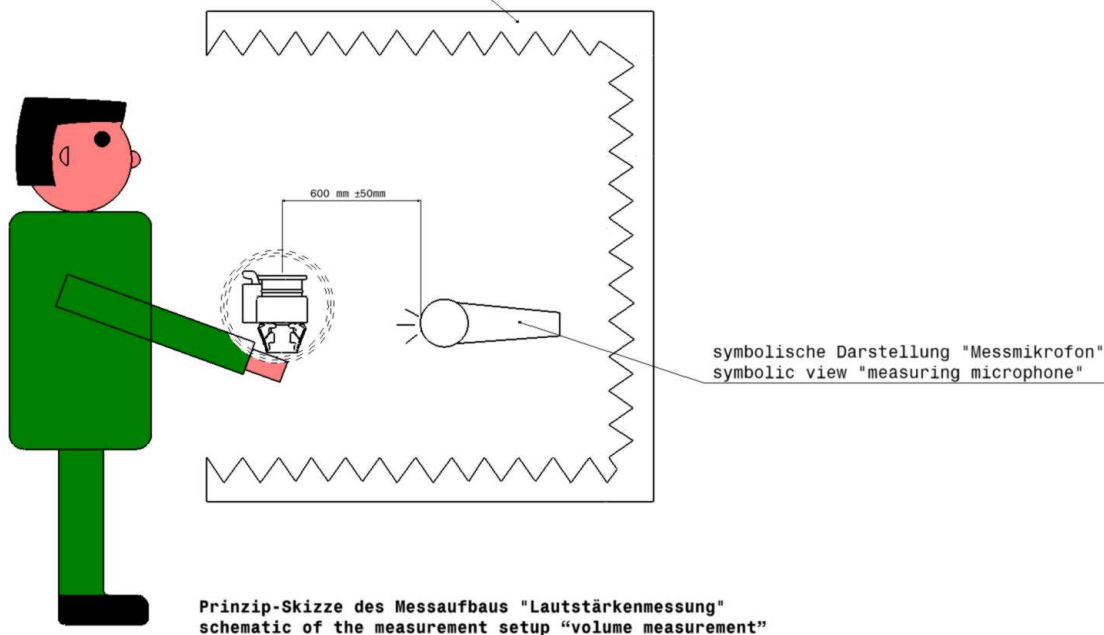 600 mm ±50mm
symbolische Darstellung "Messmikrofon"
symbolic view "measuring microphone"
Prinzip-Skizze des Messaufbaus "Lautstärkenmessung"
schematic of the measurement setup “volume measurement”